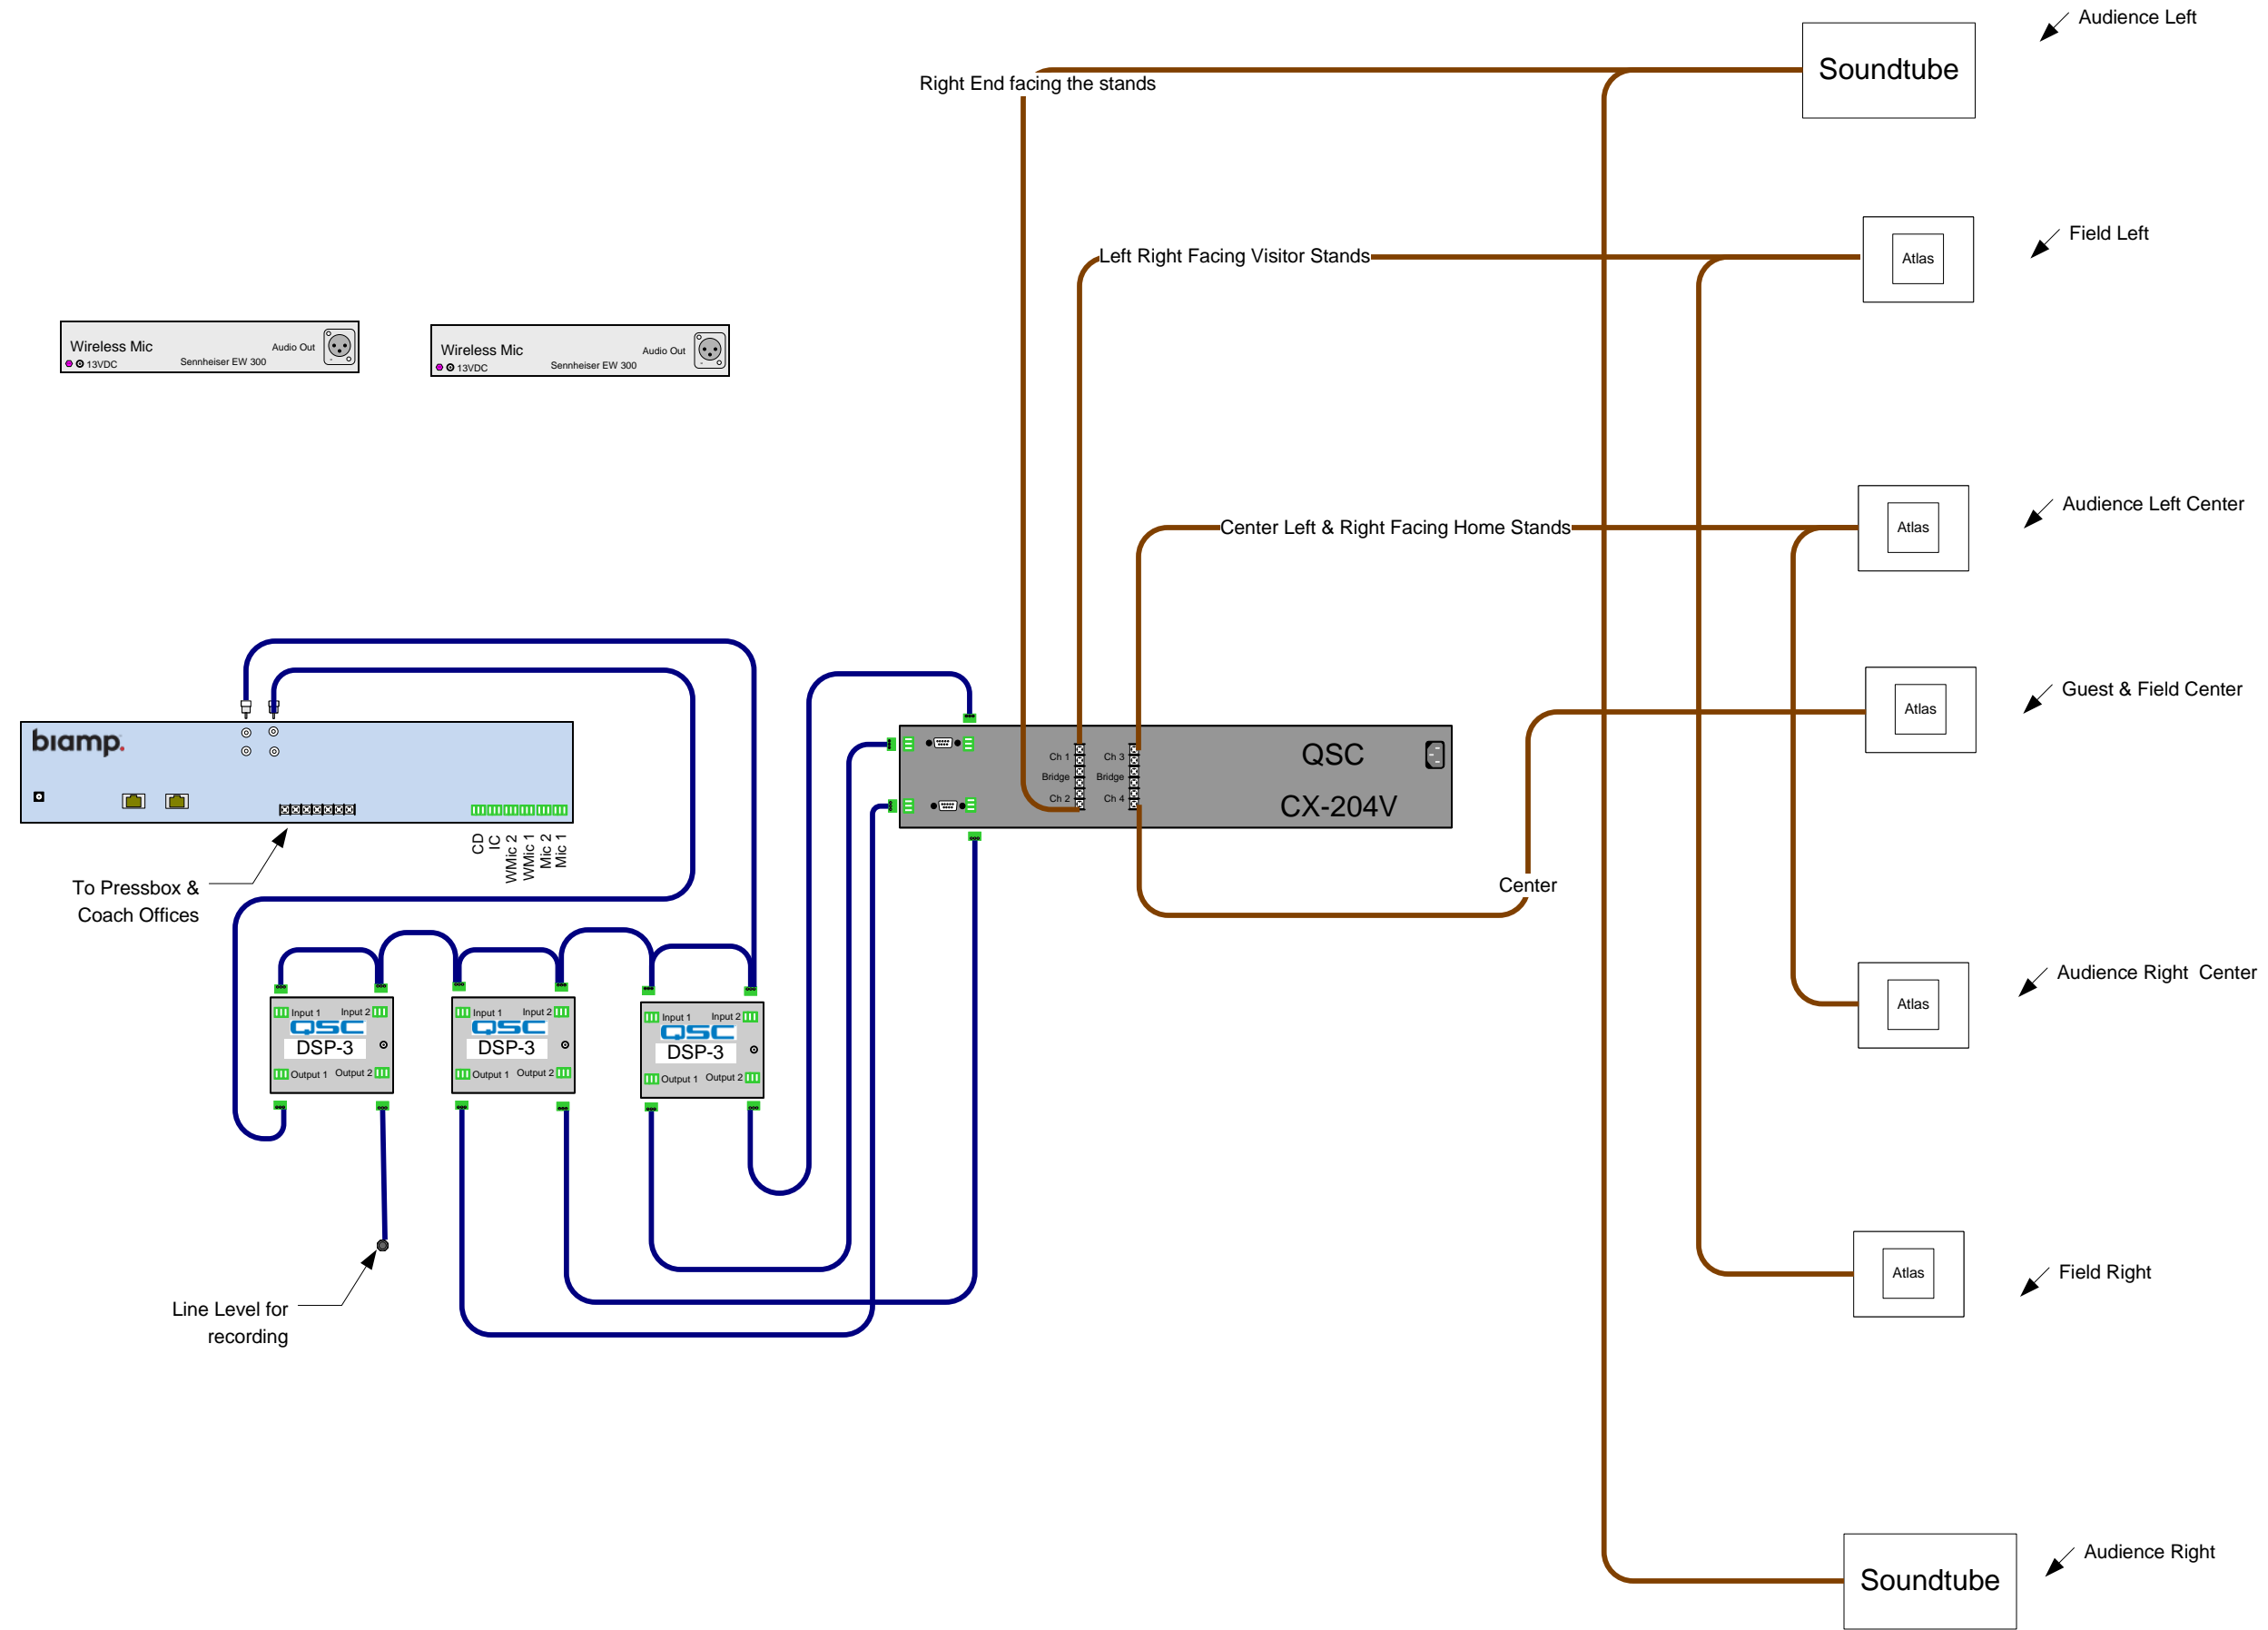 Audience Left
Soundtube
Right End facing the stands
Field Left
Left Right Facing Visitor Stands
Atlas
Wireless Mic
Audio Out
13VDC
Sennheiser EW 300
Wireless Mic
Audio Out
13VDC
Sennheiser EW 300
Audience Left Center
Center Left & Right Facing Home Stands
Atlas
Guest & Field Center
Atlas
biamp.
CD
IC
WMic 2
WMic 1
Mic 2
Mic 1
To Pressbox &
Coach Offices
Ch 1
Bridge
Ch 2
Ch 3
Bridge
Ch 4
QSC
CX-204V
Center
Audience Right  Center
Atlas
Input 1
Input 2
QSC
DSP-3
Output 1
Output 2
Input 1
Input 2
QSC
DSP-3
Output 1
Output 2
Input 1
Input 2
QSC
DSP-3
Output 1
Output 2
Line Level for
recording
Field Right
Atlas
Audience Right
Soundtube